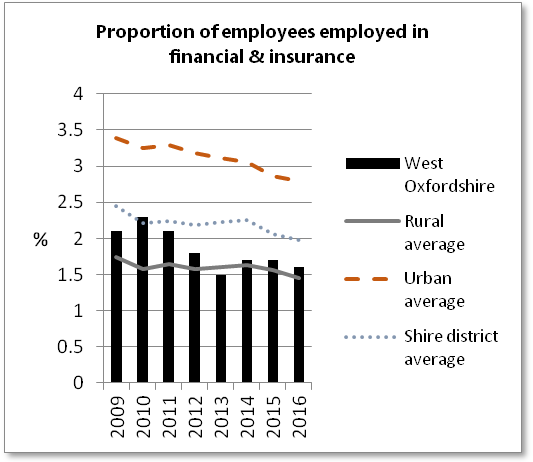 Proportion of employees employed in
financial & insurance
4
3.5
3
2.5
2
1.5
1
0.5
0
%
2009
2010
2011
2012
2013
2014
2015
2016
West
Oxfordshire
Rural
average
Urban
average
Shire district
average